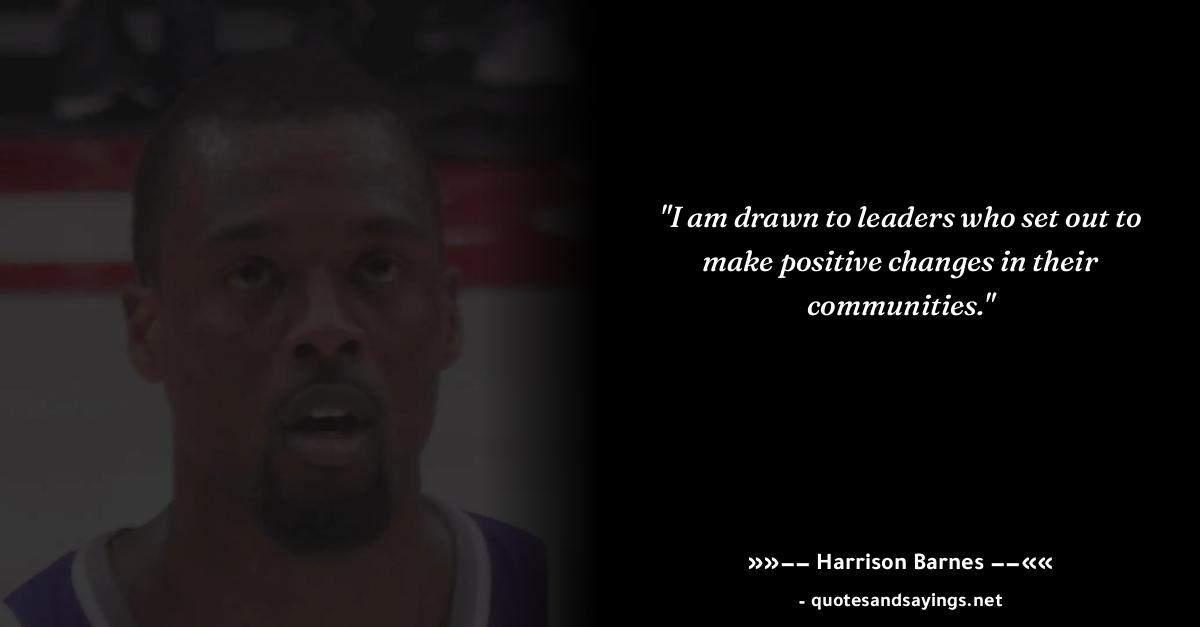 "I am drawn to leaders who set out to
make positive changes in their
communities."
»»–– Harrison Barnes ––««
- quotesandsayings.net